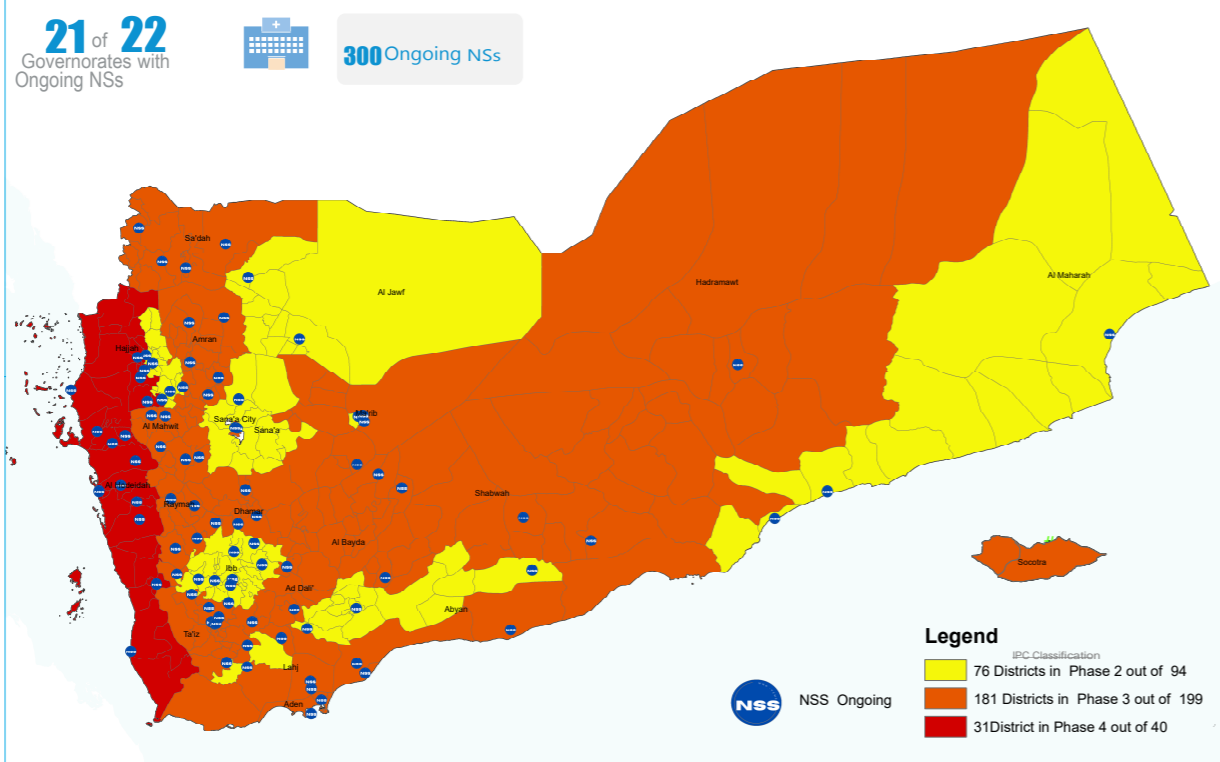 21 of 22
Governorates with
Ongoing NSs
300 Ongoing NSs
Sa'dah
Al Jawf
Hadramawt
Al Maharah
Amran
Hajjah
Ma'rib
Sana'a City
Sana'a
Al Mahwit
Al Hodeidah
Raymah
Dhamar
Shabwah
Al Bayda
Ibb
Ad Dali'
Abyan
Ta'iz
Lahj
Aden
Socotra
NSS
NSS Ongoing
Legend
IPC Classification
76 Districts in Phase 2 out of 94
181 Districts in Phase 3 out of 199
31District in Phase 4 out of 40